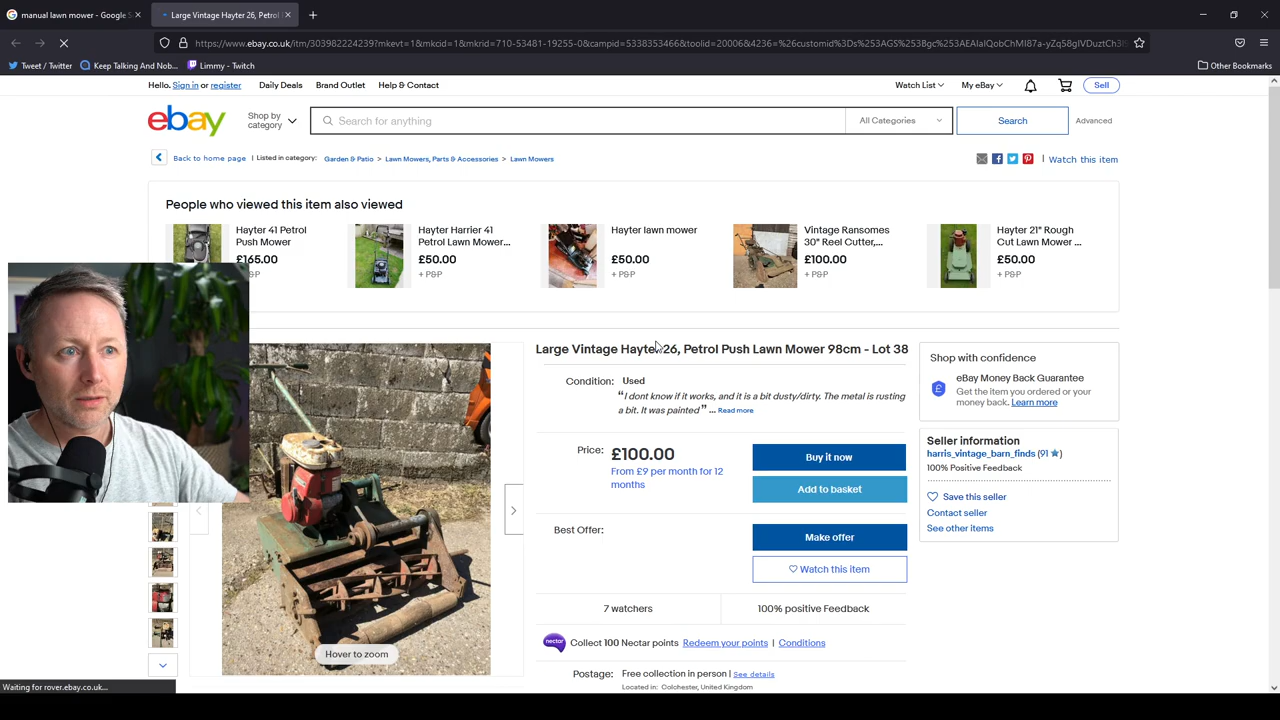 manual lawn mower - Google S
Large Vintage Hayter 26, Petrol
https://www.ebay.co.uk/itm/303982224239?mkevt=1&mkcid=1&mkrid=710-53481-19255-0&campid=5338353466&toolid=20006&4236=%26customid%3Ds%253AGS%253Bgc%253AEAIaIQobChMI87a-yZq58gIVDuztCh3
Tweet / Twitter
Keep Talking And Nob...
Limmy - Twitch
Other Bookmarks
Hello. Sign in or register
Daily Deals
Brand Outlet
Help & Contact
Watch List
My eBay
Sell
ebay
Shop by category
Search for anything
All Categories
Search
Advanced
Back to home page
Listed in category:
Garden & Patio > Lawn Mowers, Parts & Accessories > Lawn Mowers
Watch this item
People who viewed this item also viewed
Hayter 41 Petrol
Push Mower
£165.00
&P
Hayter Harrier 41
Petrol Lawn Mower...
£50.00
+ P&P
Hayter lawn mower
£50.00
+ P&P
Vintage Ransomes
30" Reel Cutter,...
£100.00
+ P&P
Hayter 21" Rough
Cut Lawn Mower ...
£50.00
+ P&P
Large Vintage Hayter 26, Petrol Push Lawn Mower 98cm - Lot 38
Condition: Used
“I dont know if it works, and it is a bit dusty/dirty. The metal is rusting
a bit. It was painted” ... Read more
Price: £100.00
From £9 per month for 12
months
Buy it now
Add to basket
Best Offer:
Make offer
Watch this item
7 watchers
100% positive Feedback
nectar
Collect 100 Nectar points Redeem your points | Conditions
Postage: Free collection in person | See details
Located in: Colchester, United Kingdom
Shop with confidence
eBay Money Back Guarantee
Get the item you ordered or your
money back. Learn more
Seller information
harris_vintage_barn_finds (91 ★)
100% Positive Feedback
Save this seller
Contact seller
See other items
Hover to zoom
Waiting for rover.ebay.co.uk...